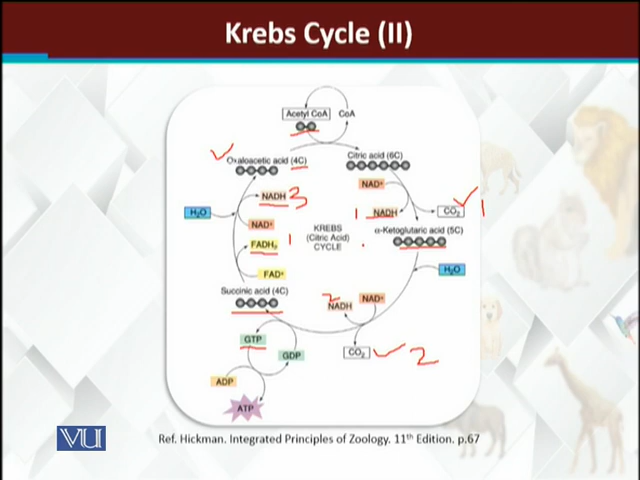 Krebs Cycle (II)
Acetyl CoA
CoA
Oxaloacetic acid (4C)
Citric acid (6C)
NAD⁺
NADH 3
1 NADH
CO₂ 1
H₂O
NAD⁺
KREBS
(Citric Acid)
CYCLE
α-Ketoglutaric acid (5C)
FADH₂ 1
FAD⁺
H₂O
Succinic acid (4C)
2
NADH
NAD⁺
GTP
GDP
CO₂ 2
ADP
ATP
VU
Ref. Hickman. Integrated Principles of Zoology. 11th Edition. p.67